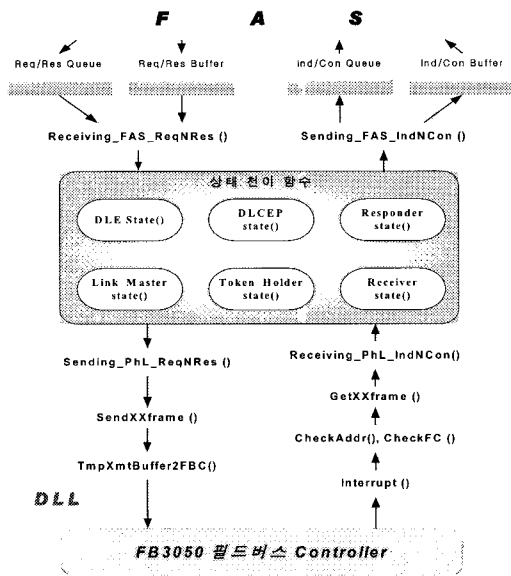 F A S
Req/Res Queue Req/Res Buffer Ind/Con Queue Ind/Con Buffer
Receiving_FAS_ReqNRes () Sending_FAS_IndNCon ()
상태 천이 함수
DLE State() DLCEP state() Responder state()
Link Master state() Token Holder state() Receiver state()
Sending_PhL_ReqNRes () Receiving_PhL_IndNCon()
GetXXframe ()
SendXXframe ()
CheckAddr(), CheckFC ()
TmpXmtBuffer2FBC()
Interrupt ()
DLL
FB3050 필드버스 Controller